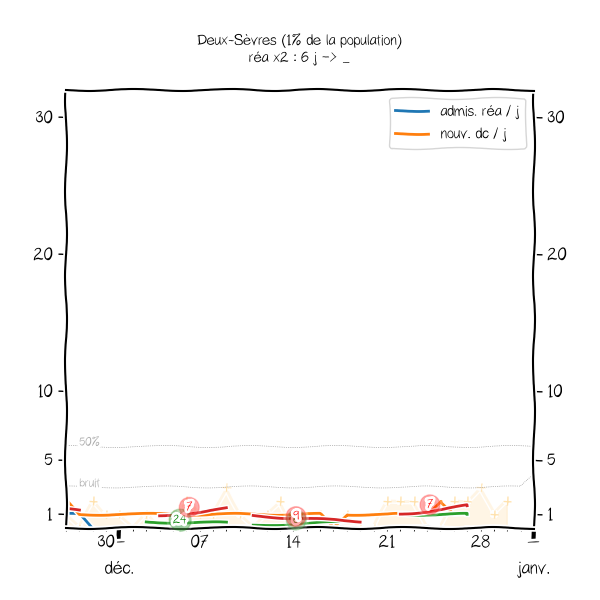 Deux-Sèvres (1% de la population)
réa x2 : 6 j -> _
admis. réa / j
nouv. dc / j
30 30
20 20
10 10
50%
5 5
bruit
1 1
7 24 9 7
30 07 14 21 28
déc. janv.